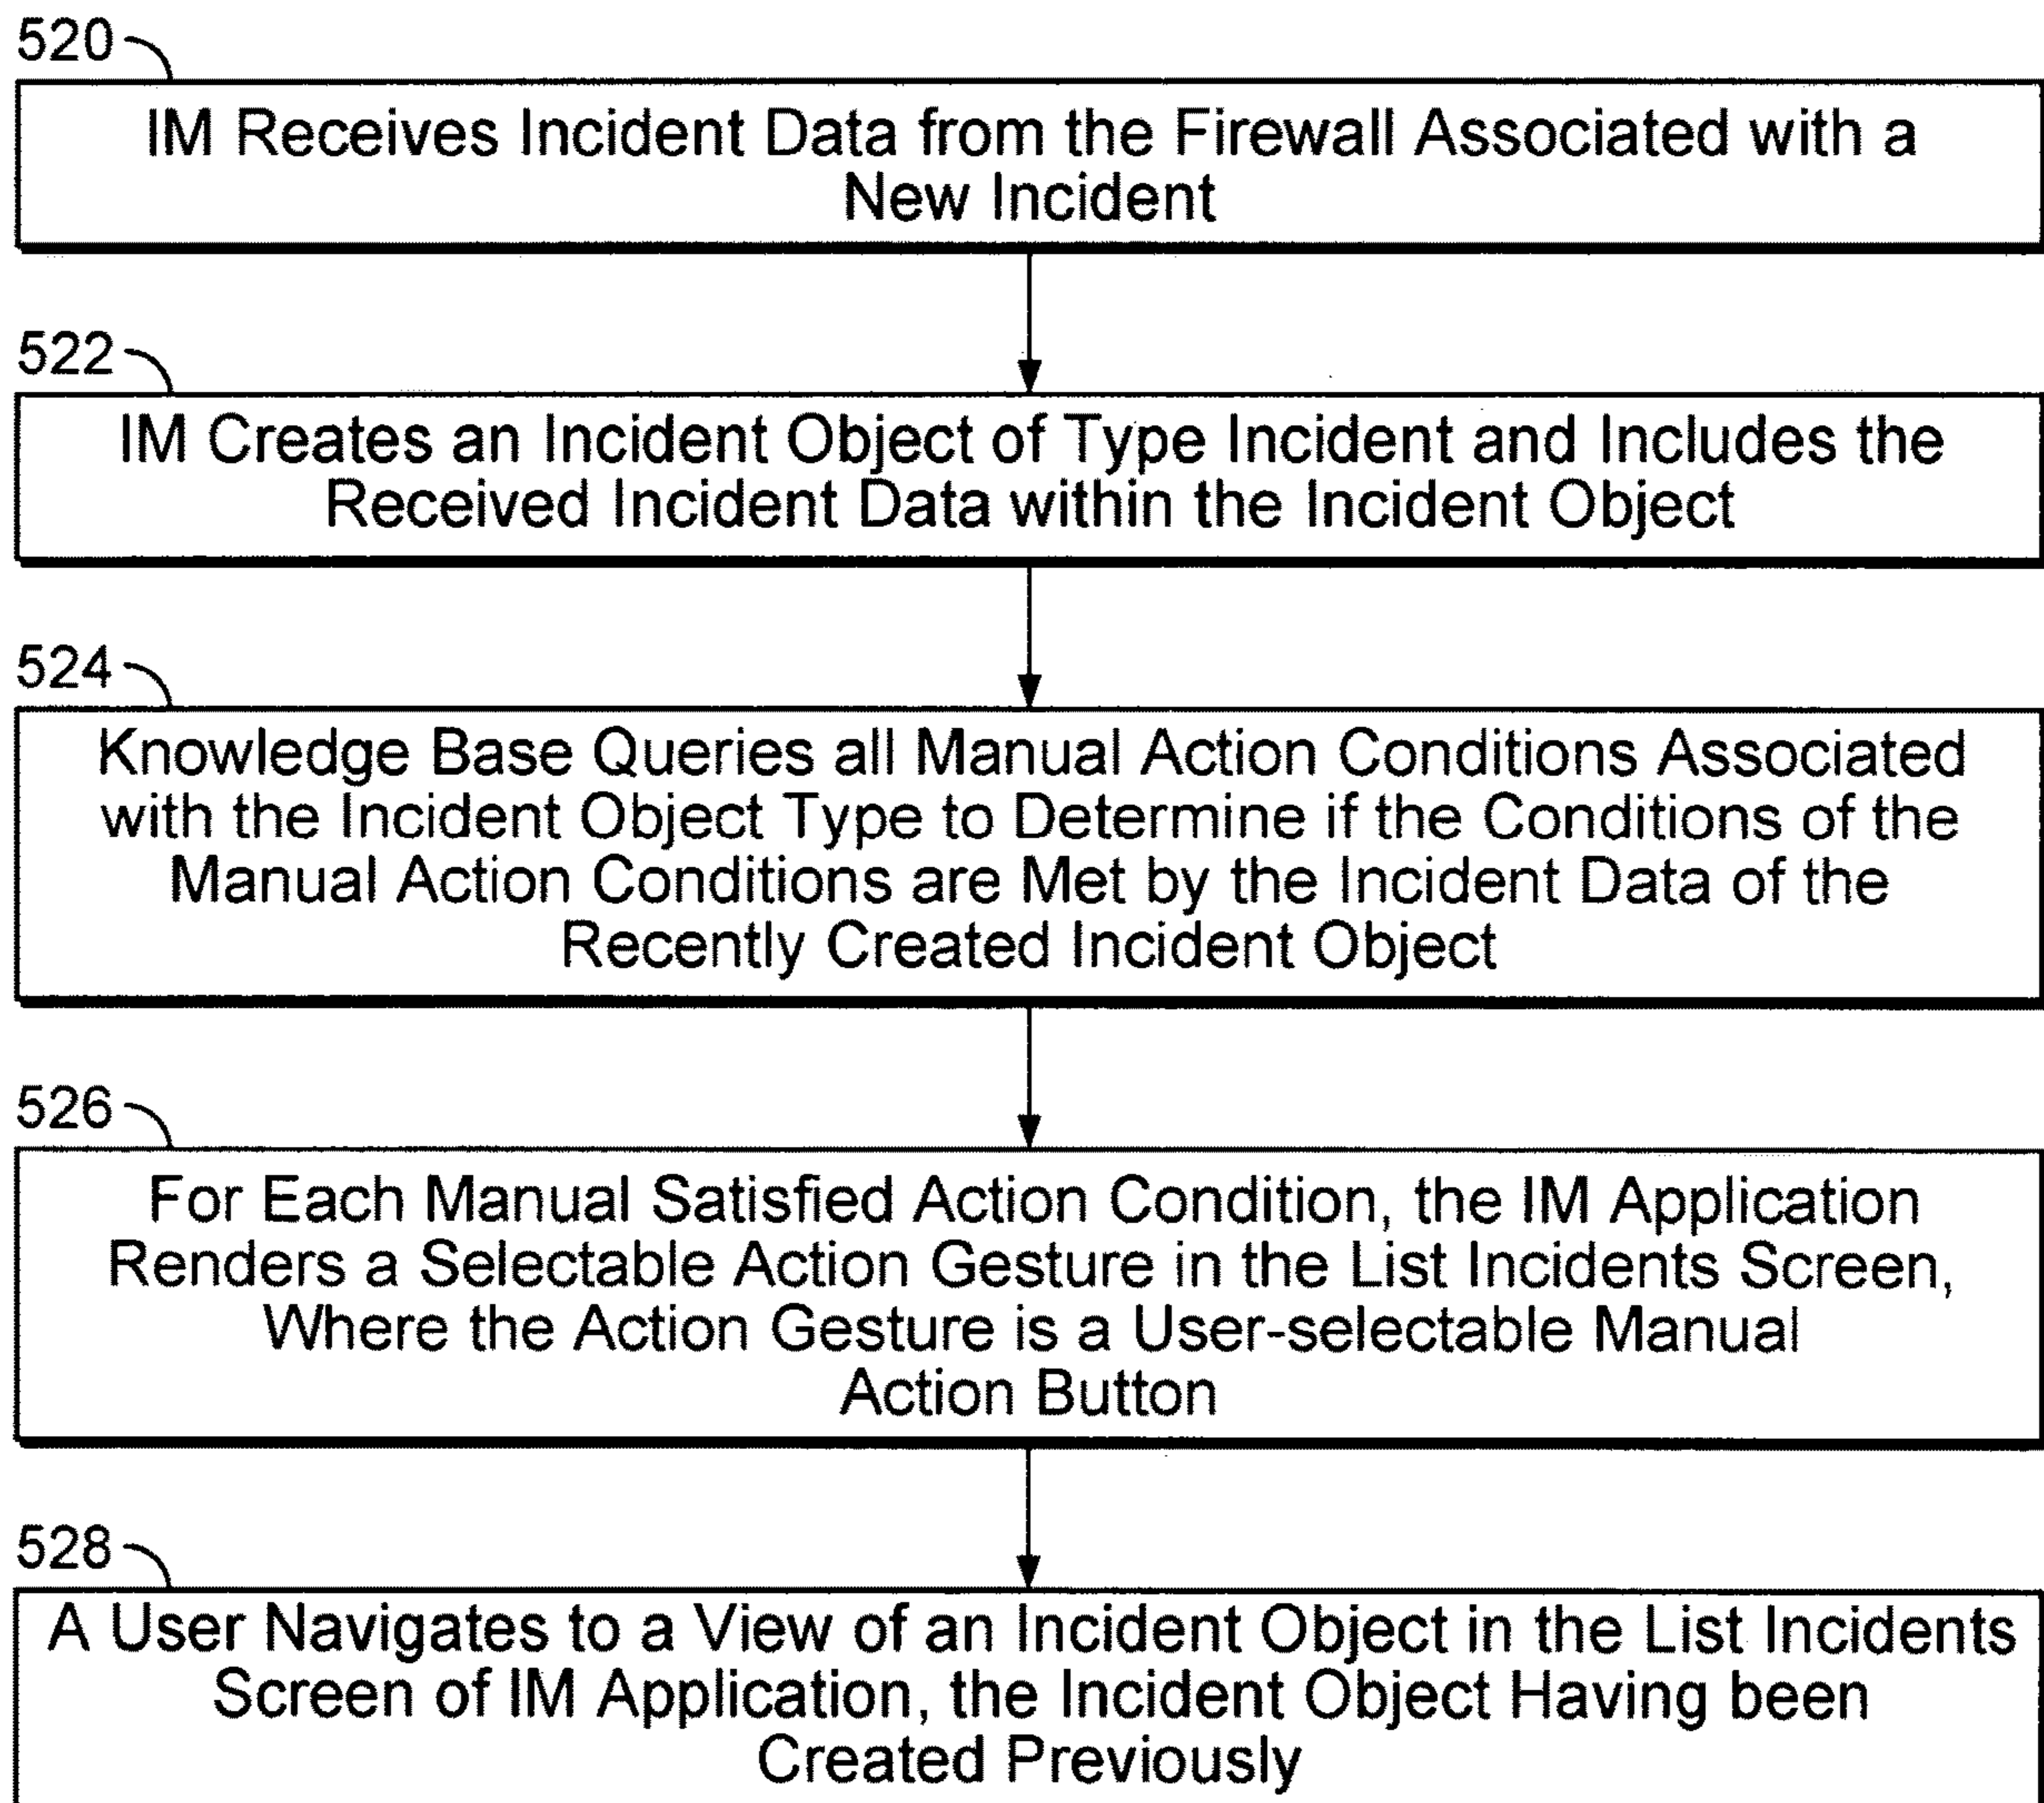 520
IM Receives Incident Data from the Firewall Associated with a
New Incident
522
IM Creates an Incident Object of Type Incident and Includes the
Received Incident Data within the Incident Object
524
Knowledge Base Queries all Manual Action Conditions Associated
with the Incident Object Type to Determine if the Conditions of the
Manual Action Conditions are Met by the Incident Data of the
Recently Created Incident Object
526
For Each Manual Satisfied Action Condition, the IM Application
Renders a Selectable Action Gesture in the List Incidents Screen,
Where the Action Gesture is a User-selectable Manual
Action Button
528
A User Navigates to a View of an Incident Object in the List Incidents
Screen of IM Application, the Incident Object Having been
Created Previously